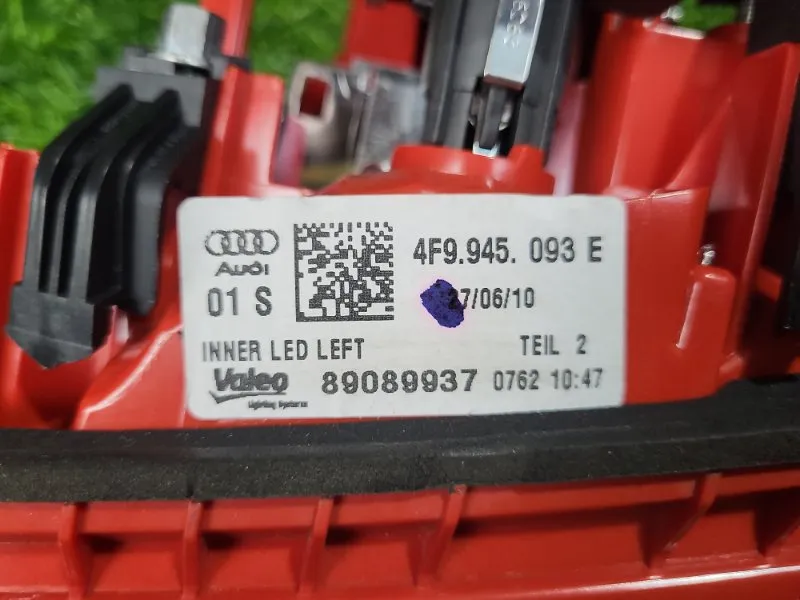 4F9.945. 093 E
Audi
01 S
/06/10
INNER LED LEFT TEIL 2
Valeo 89089937 0762 10:47
Lighting Systems